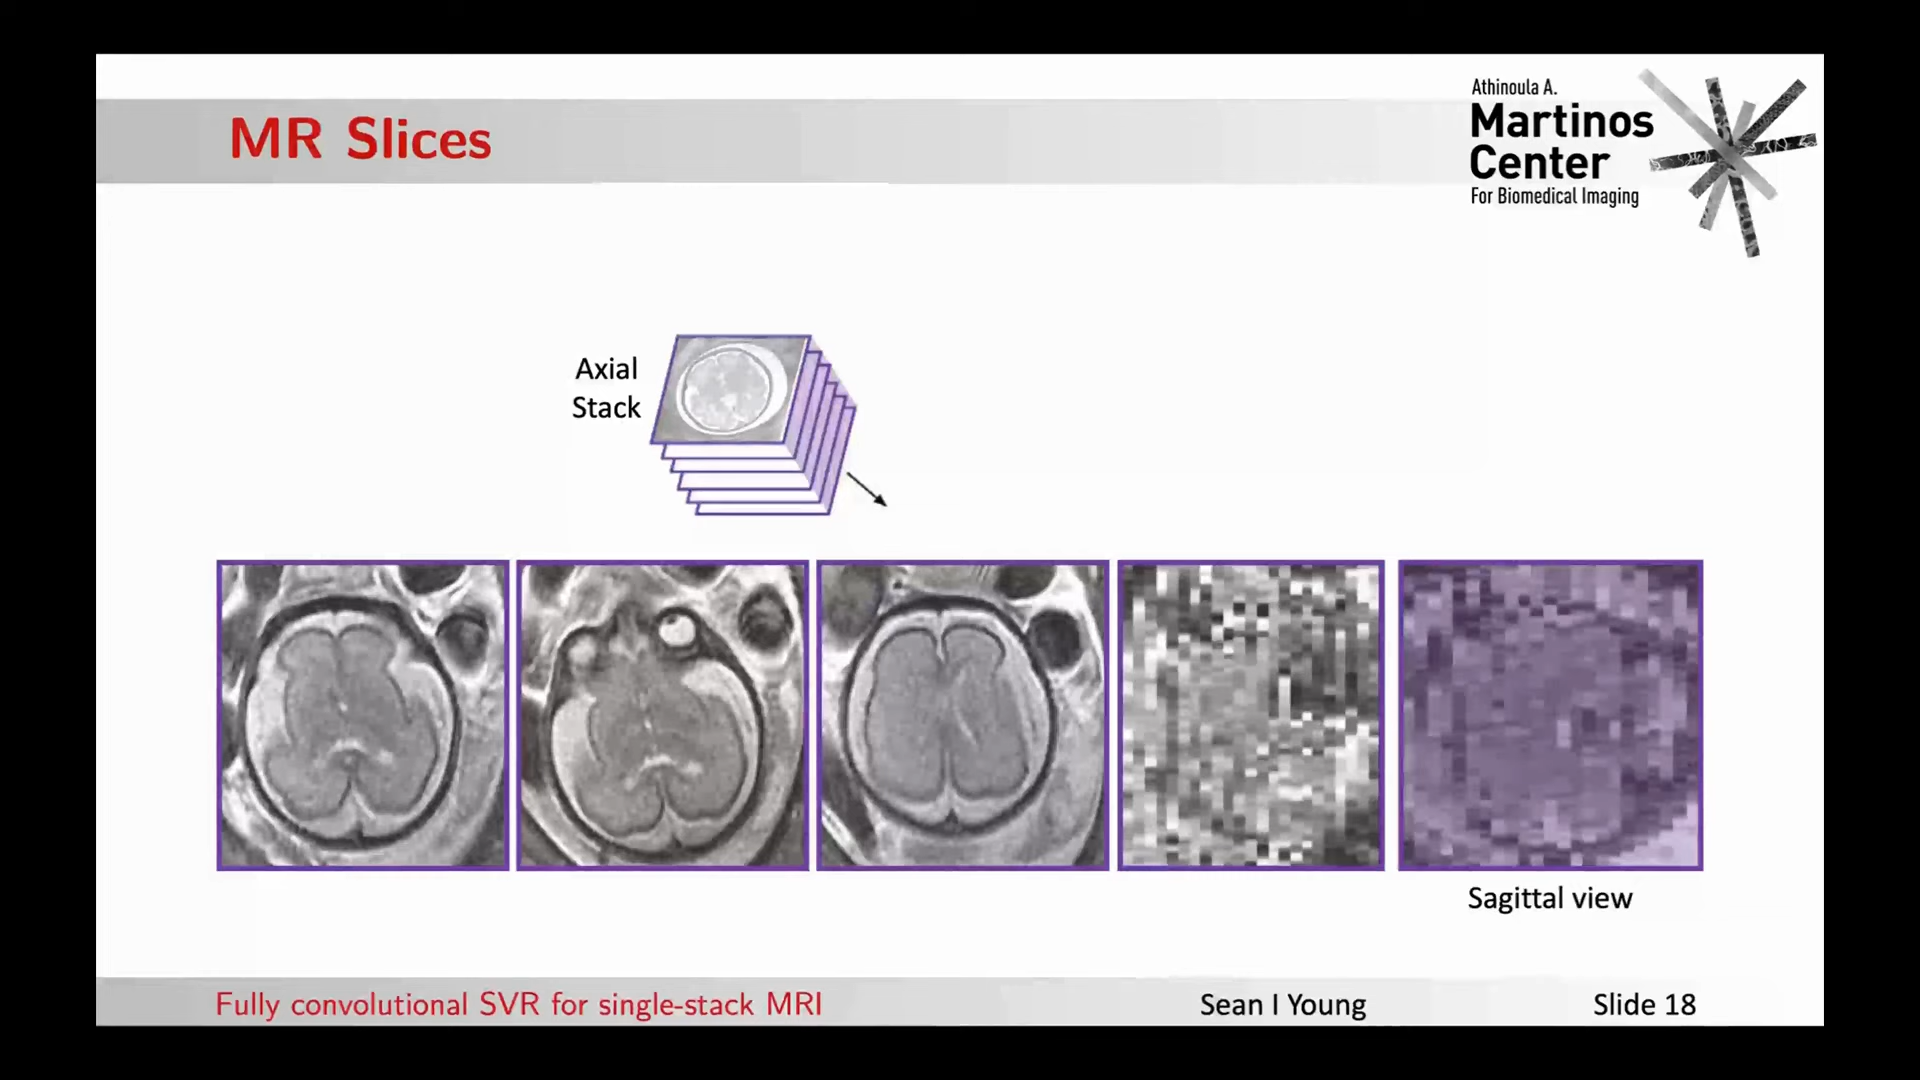 MR Slices
Athinoula A.
Martinos
Center
For Biomedical Imaging
Axial
Stack
Sagittal view
Fully convolutional SVR for single-stack MRI
Sean I Young
Slide 18